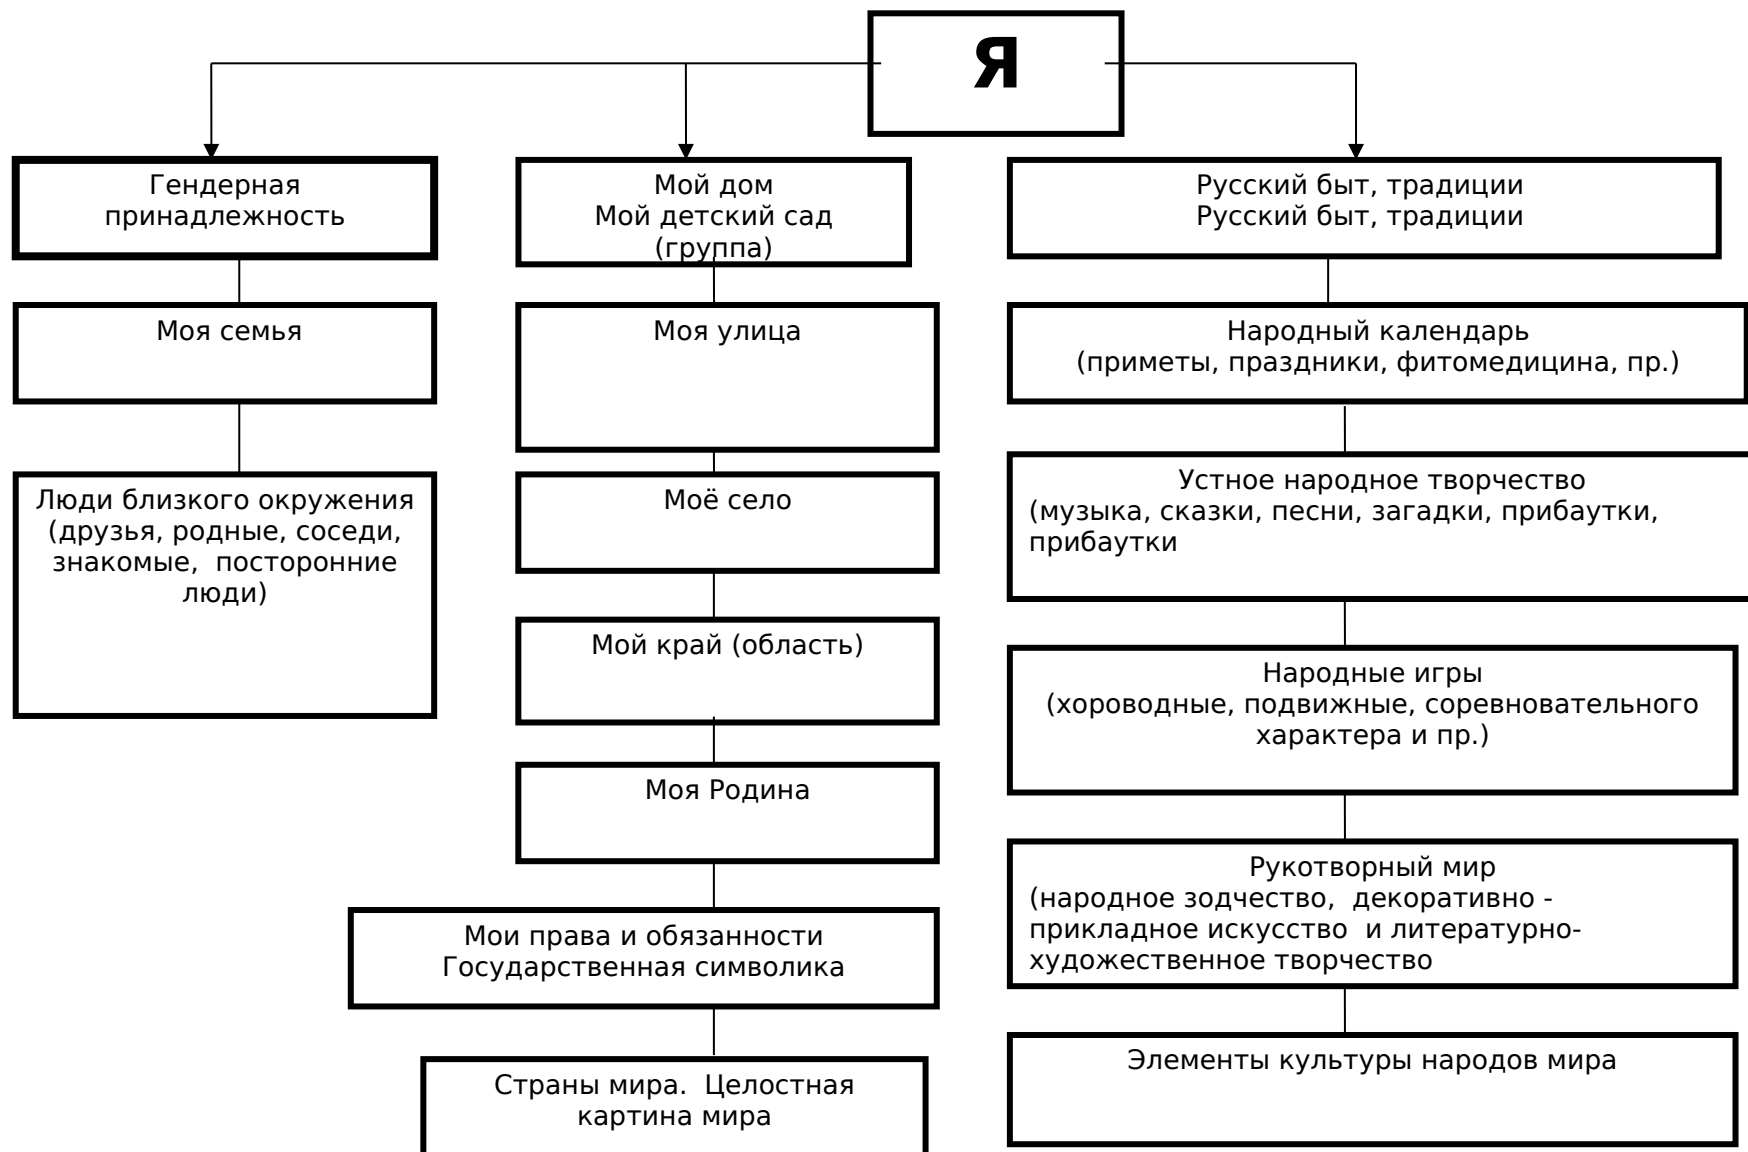 Я
Гендерная
принадлежность
Моя семья
Люди близкого окружения
(друзья, родные, соседи,
знакомые,  посторонние
люди)
Мой дом
Мой детский сад
(группа)
Моя улица
Моё село
Мой край (область)
Моя Родина
Мои права и обязанности
Государственная символика
Страны мира.  Целостная
картина мира
Русский быт, традиции
Русский быт, традиции
Народный календарь
(приметы, праздники, фитомедицина, пр.)
Устное народное творчество
(музыка, сказки, песни, загадки, прибаутки,
прибаутки
Народные игры
(хороводные, подвижные, соревновательного
характера и пр.)
Рукотворный мир
(народное зодчество,  декоративно -
прикладное искусство  и литературно-
художественное творчество
Элементы культуры народов мира